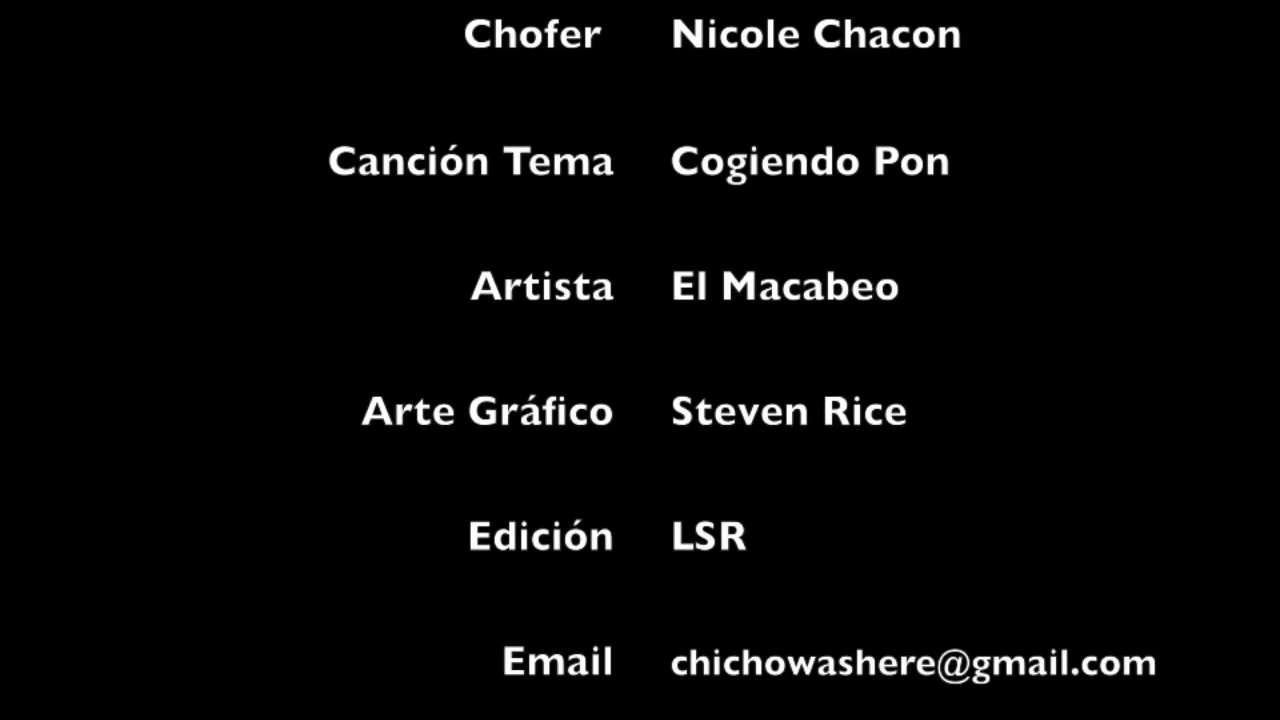 Chofer Nicole Chacon
Canción Tema Cogiendo Pon
Artista El Macabeo
Arte Gráfico Steven Rice
Edición LSR
Email chichowashere@gmail.com